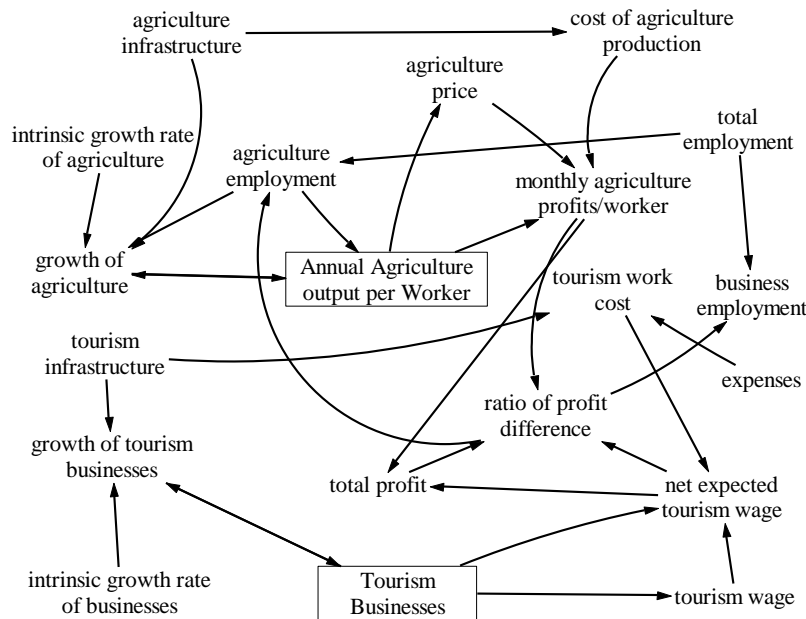 agriculture
infrastructure
cost of agriculture
production
agriculture
price
total
employment
intrinsic growth rate
of agriculture
agriculture
employment
monthly agriculture
profits/worker
growth of
agriculture
Annual Agriculture
output per Worker
tourism work
cost
business
employment
tourism
infrastructure
expenses
ratio of profit
difference
growth of tourism
businesses
total profit
net expected
tourism wage
intrinsic growth rate
of businesses
Tourism
Businesses
tourism wage